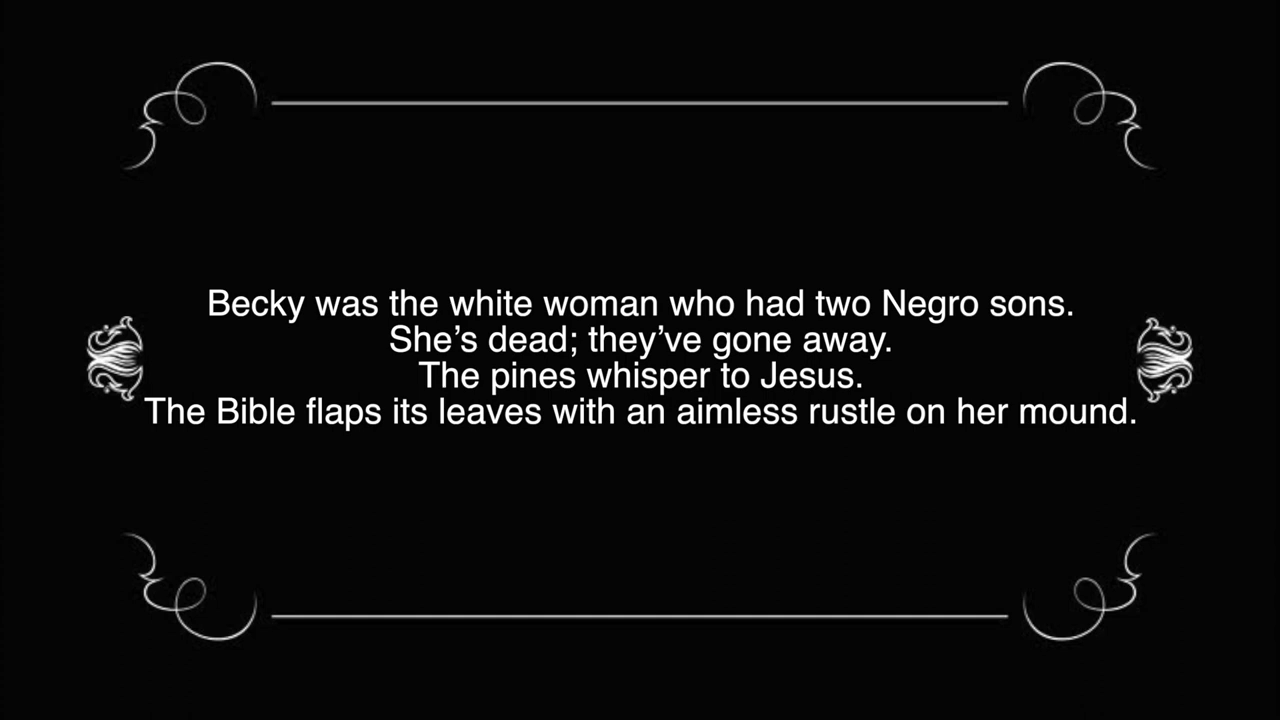 Becky was the white woman who had two Negro sons.
She’s dead; they’ve gone away.
The pines whisper to Jesus.
The Bible flaps its leaves with an aimless rustle on her mound.